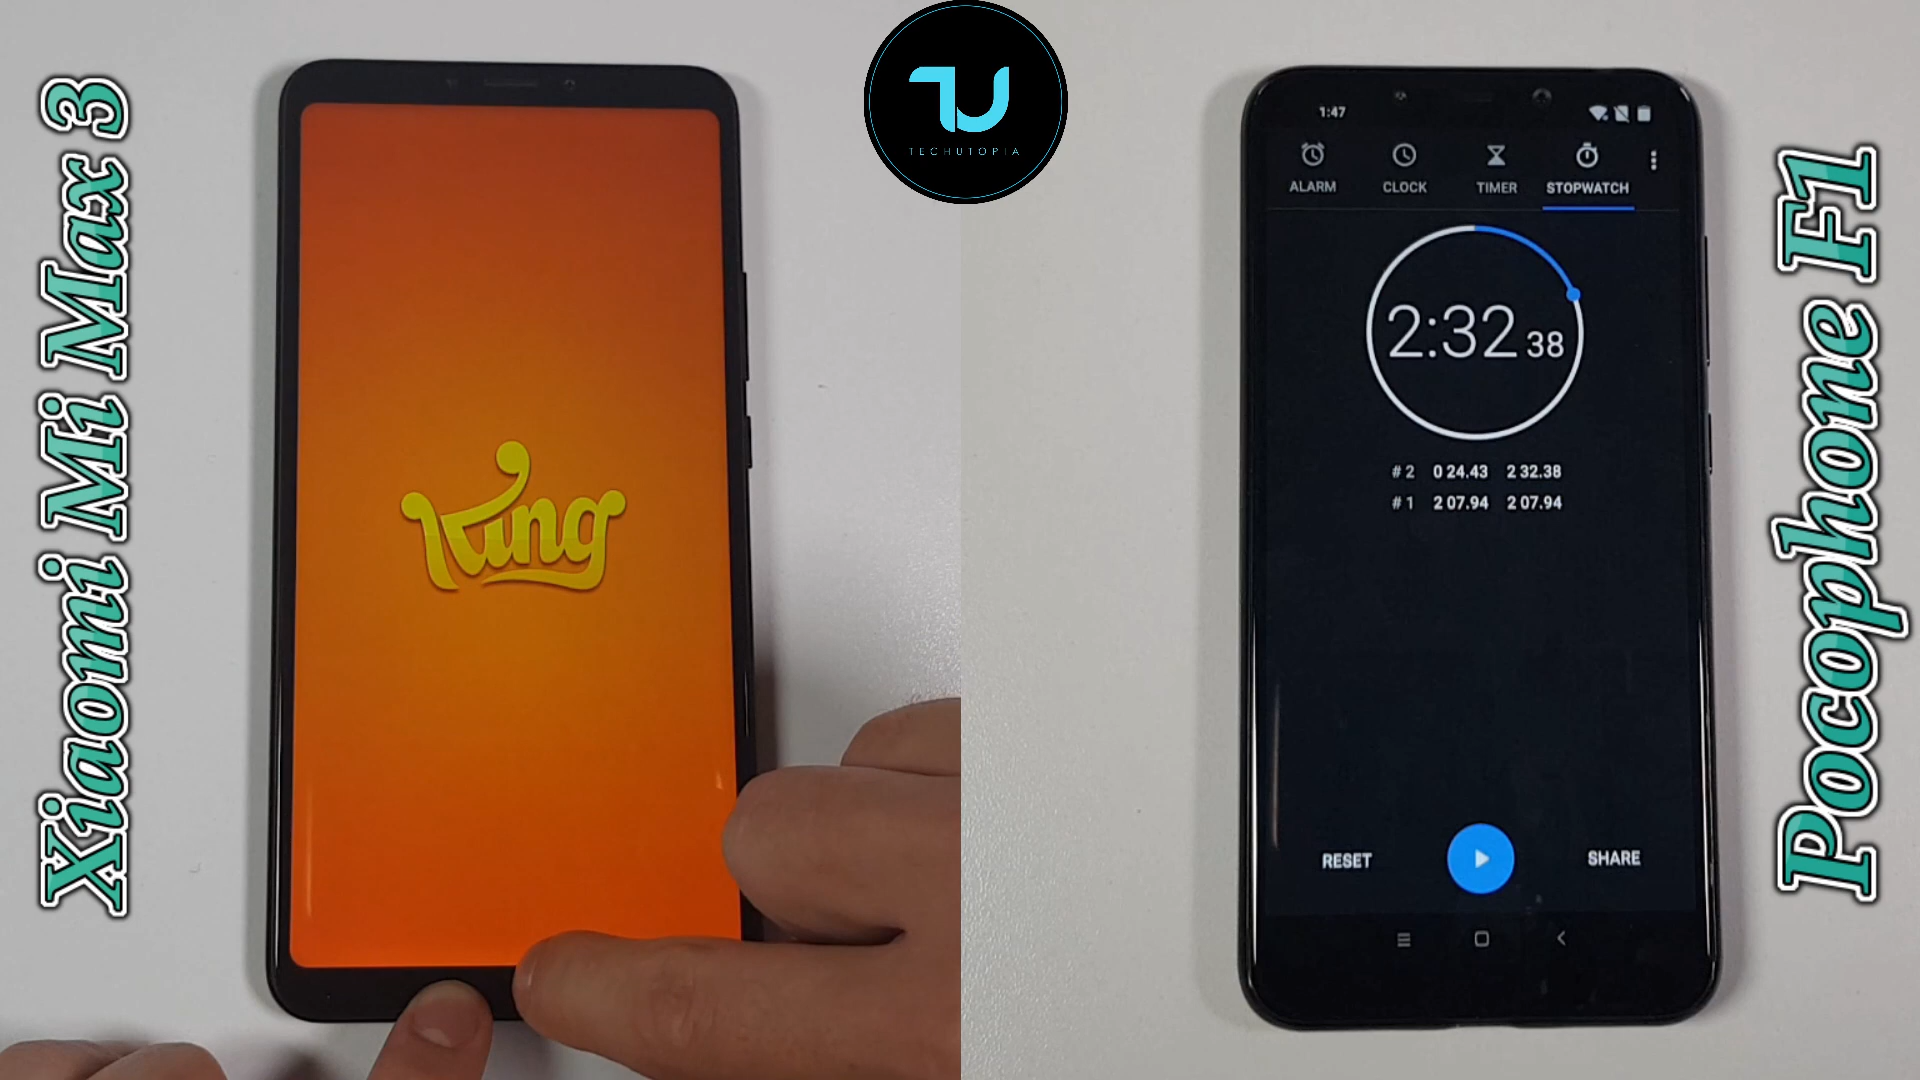 Xiaomi Mi Max 3
King
TU
TECHUTOPIA
1:47
ALARM CLOCK TIMER STOPWATCH
2:32 38
# 2 0 24.43 2 32.38
# 1 2 07.94 2 07.94
RESET SHARE
Pocophone F1